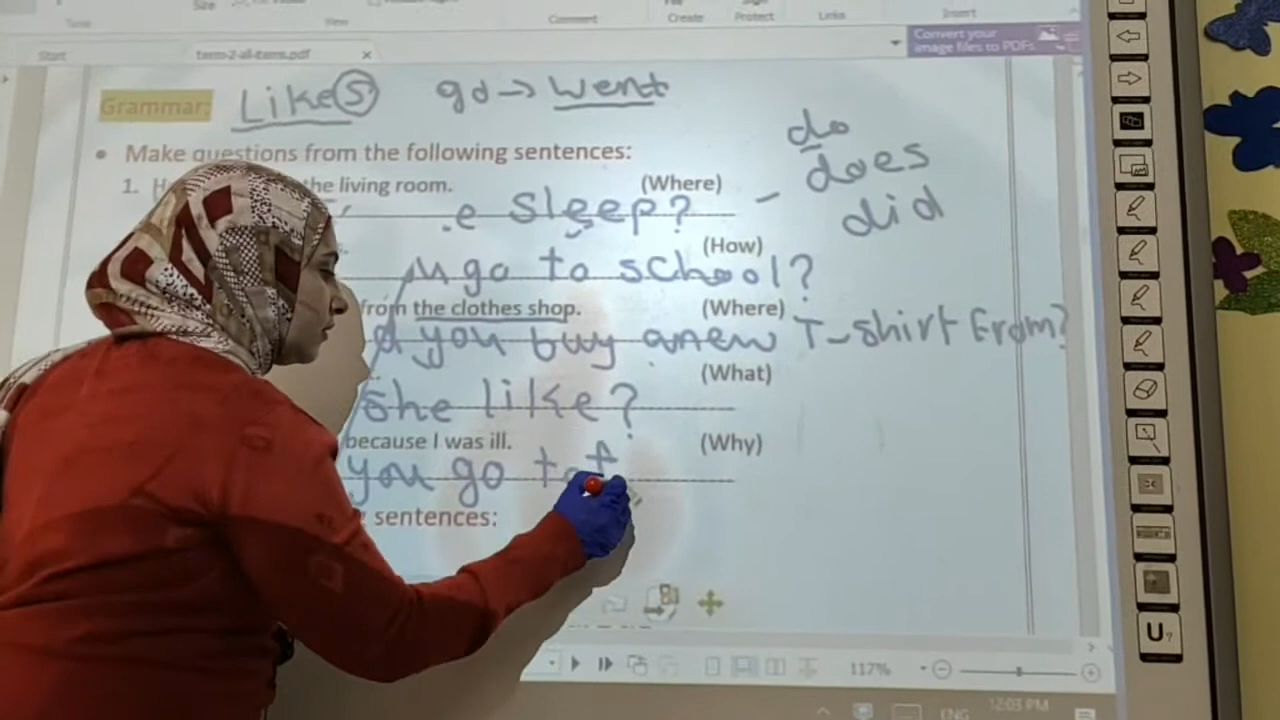 Size
View
Comment
Create
Protect
Links
Insert
Start term-2-all-items.pdf ×
Convert your
image files to PDFs
Grammar: Likes go → went
do
does
did
• Make questions from the following sentences:
1. the living room. (Where)
e sleep? –
(How)
u go to school?
from the clothes shop. (Where)
d you buy a new T-shirt From?
(What)
she like?
because I was ill. (Why)
you go to t
sentences:
117%
ENG 12:03 PM
U?